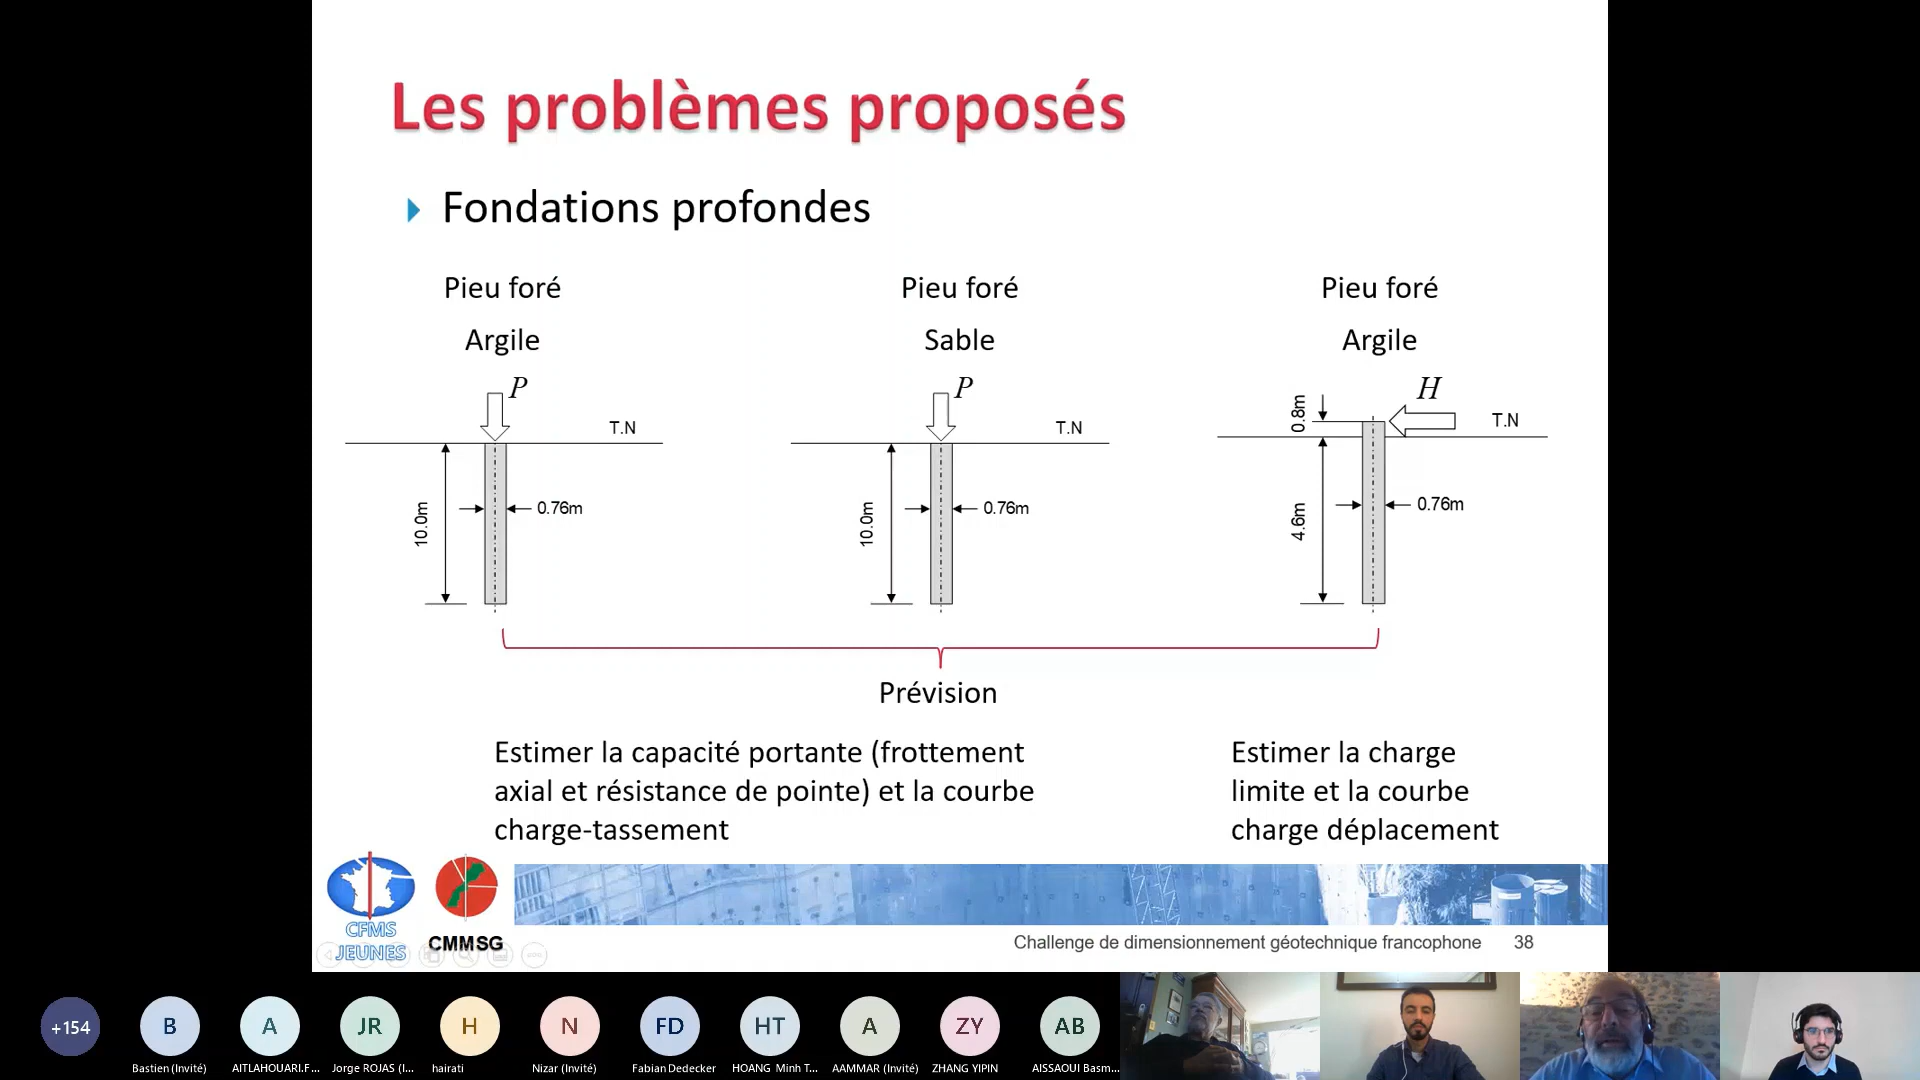 Les problèmes proposés
Fondations profondes
Pieu foré
Argile
P
T.N
10.0m
0.76m
Pieu foré
Sable
P
T.N
10.0m
0.76m
Pieu foré
Argile
H
0.8m
T.N
4.6m
0.76m
Prévision
Estimer la capacité portante (frottement
axial et résistance de pointe) et la courbe
charge-tassement
Estimer la charge
limite et la courbe
charge déplacement
CFMS
JEUNES
CMMSG
Challenge de dimensionnement géotechnique francophone 38
+154
B
A
JR
H
N
FD
HT
A
ZY
AB
Bastien (Invité)
AITLAHOUARI.F...
Jorge ROJAS (I...
hairati
Nizar (Invité)
Fabian Dedecker
HOANG Minh T...
AAMMAR (Invité)
ZHANG YIPIN
AISSAOUI Basm...